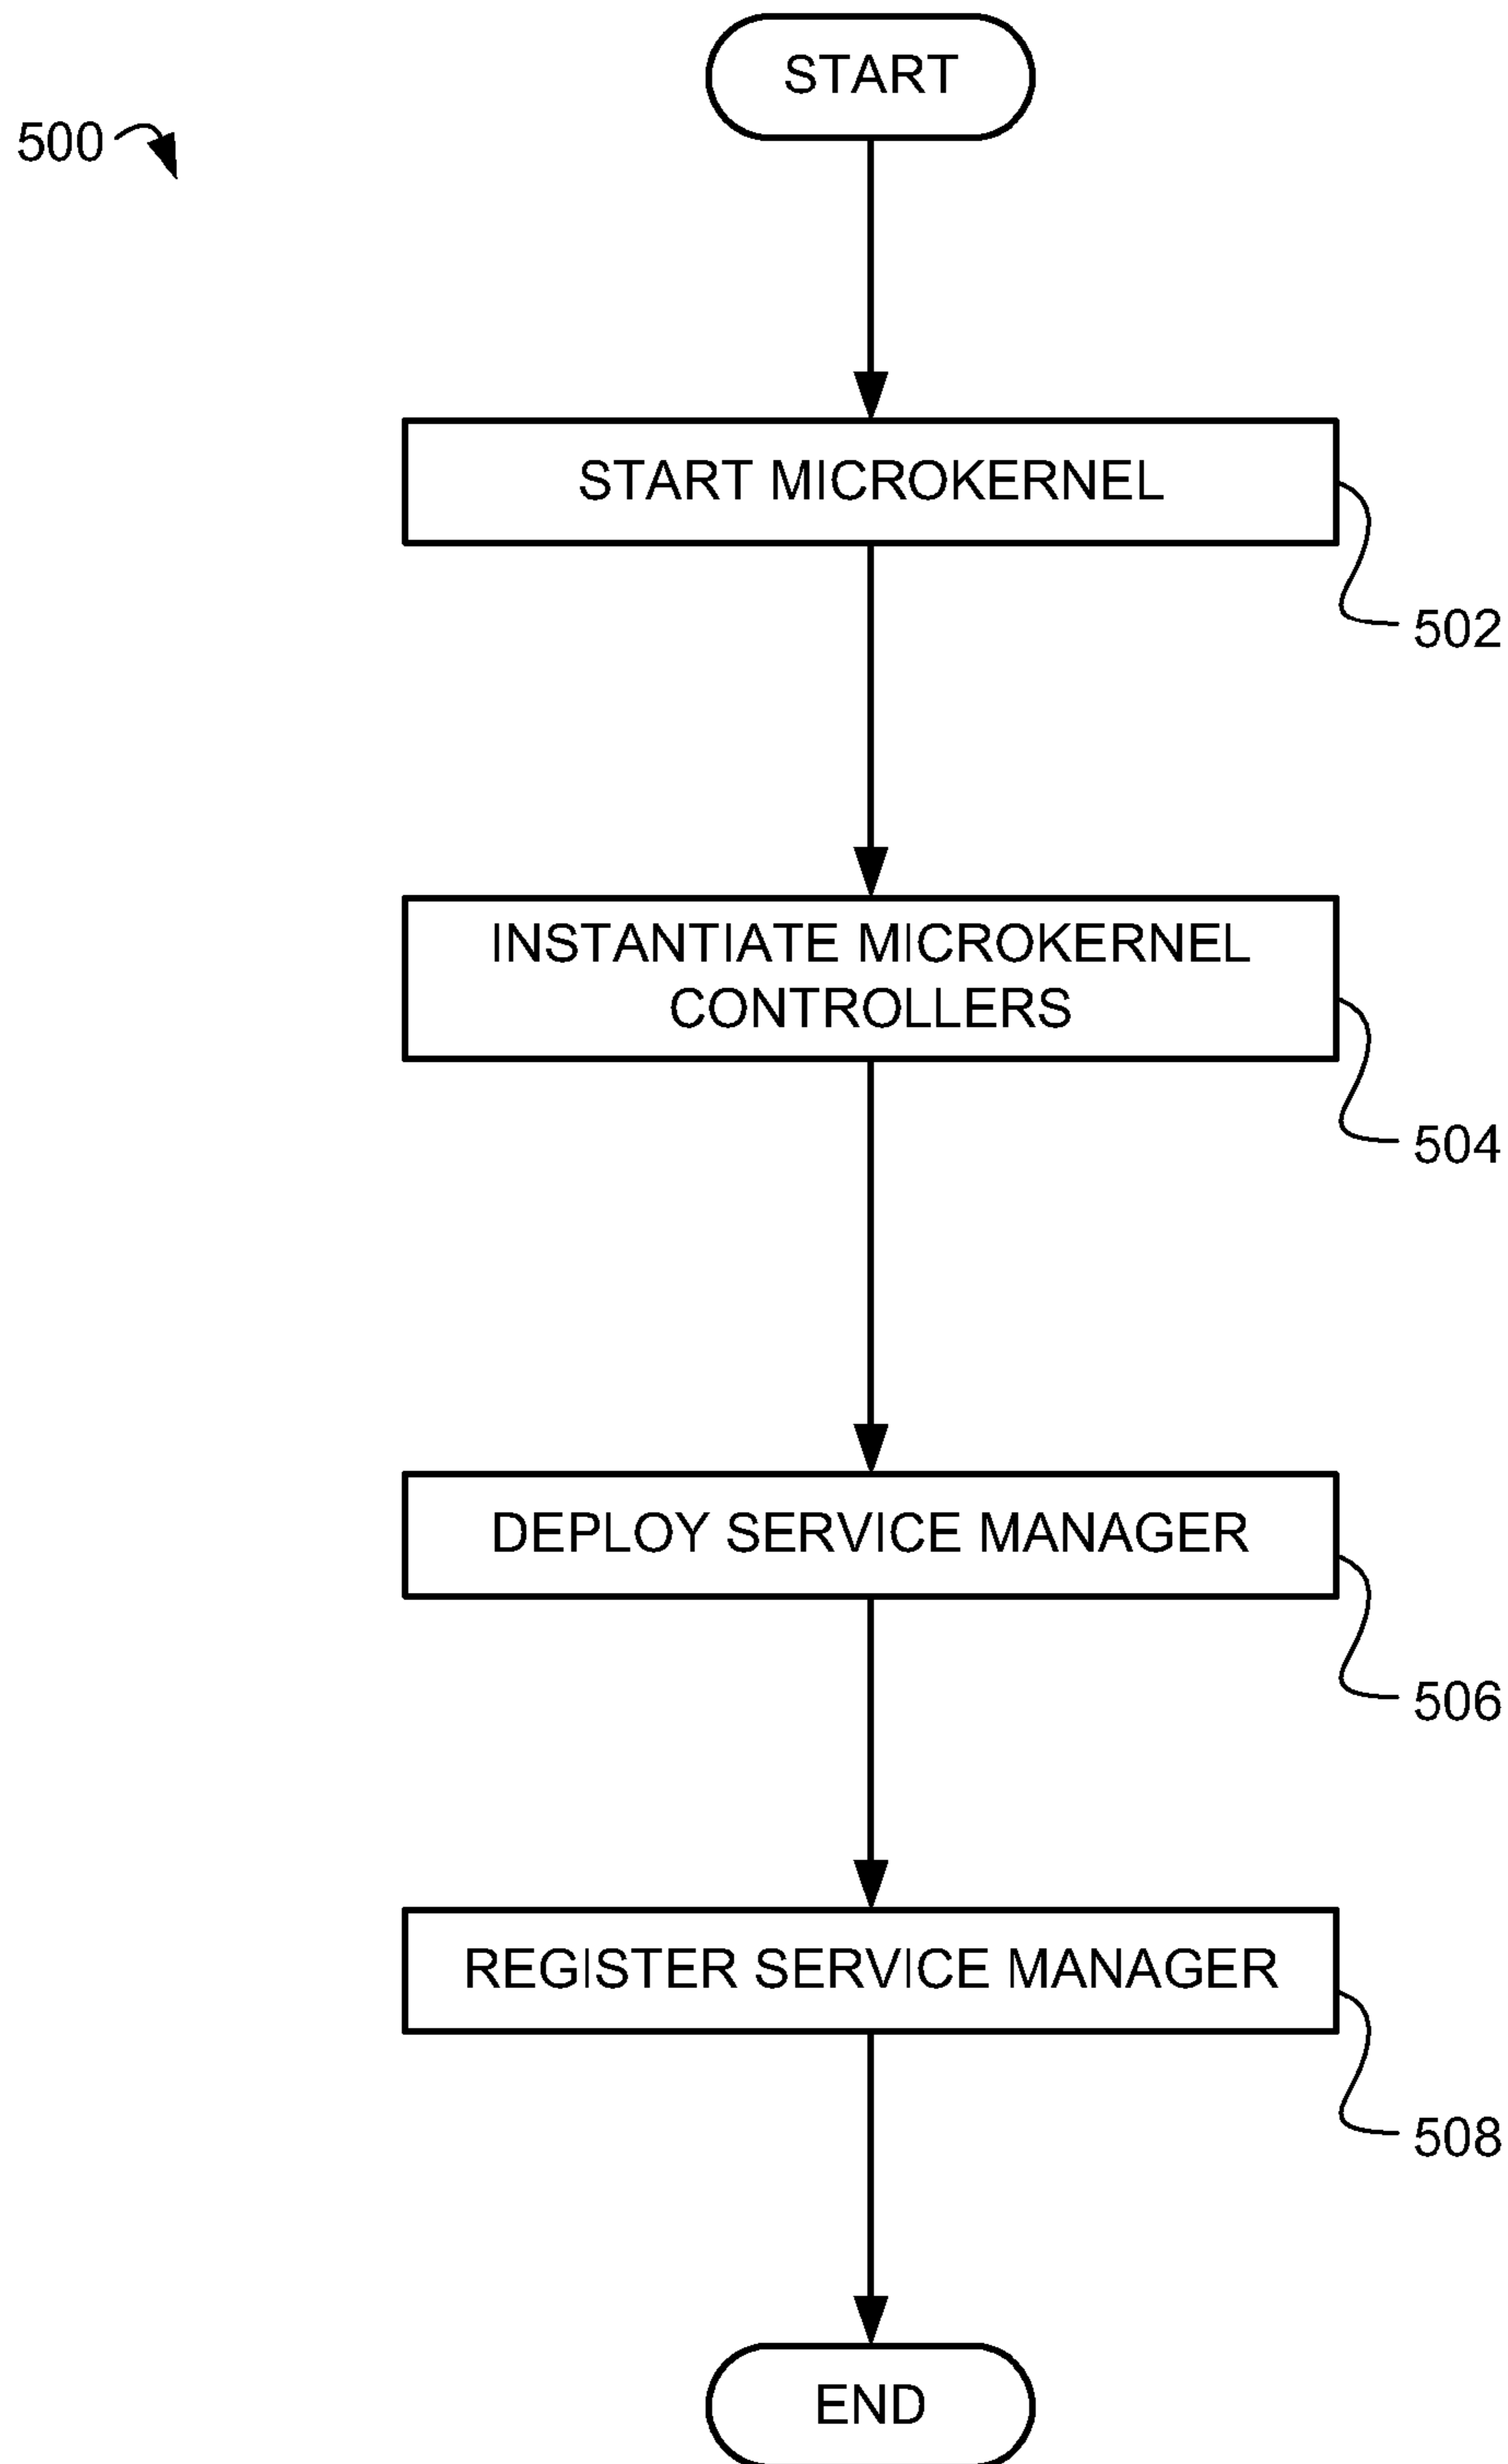 START
500
START MICROKERNEL
502
INSTANTIATE MICROKERNEL
CONTROLLERS
504
DEPLOY SERVICE MANAGER
506
REGISTER SERVICE MANAGER
508
END